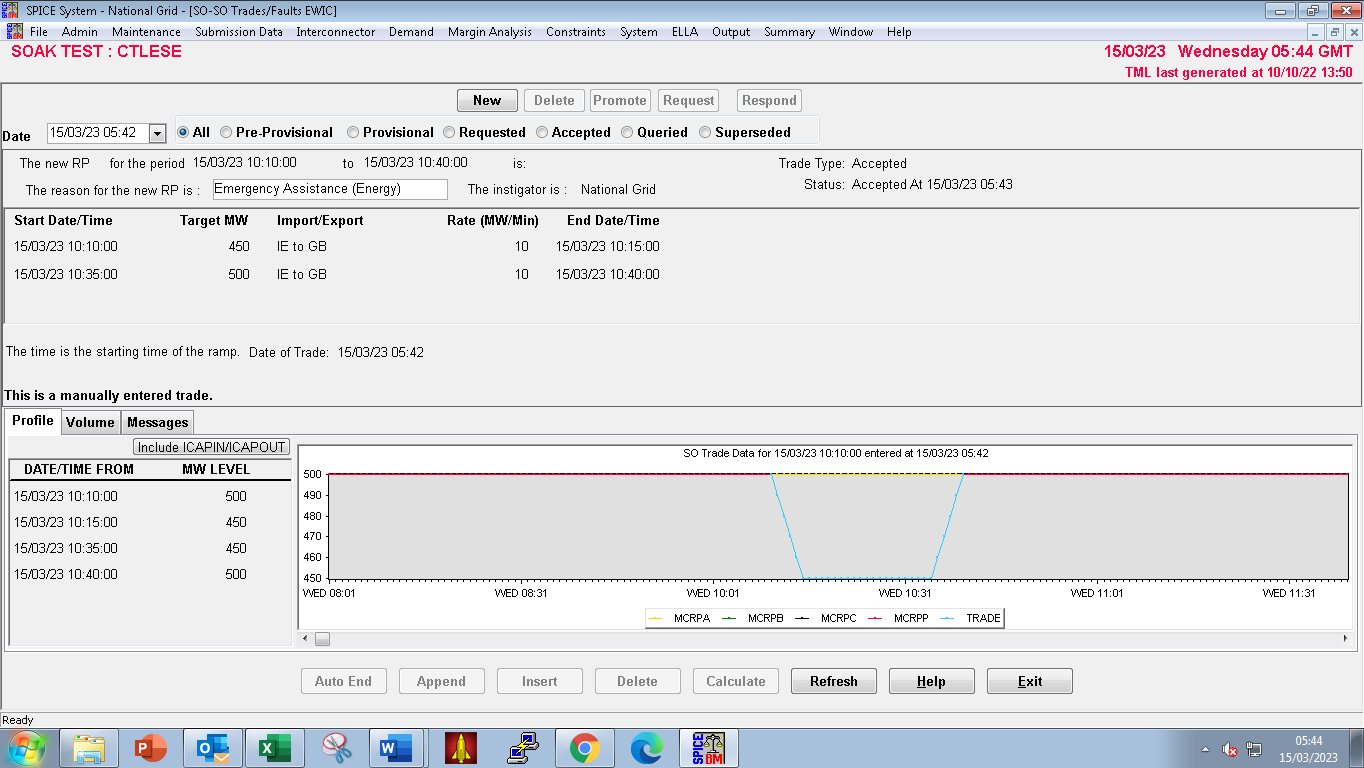 SPICE System - National Grid - [SO-SO Trades/Faults EWIC]
File Admin Maintenance Submission Data Interconnector Demand Margin Analysis Constraints System ELLA Output Summary Window Help
SOAK TEST : CTLESE 15/03/23 Wednesday 05:44 GMT
TML last generated at 10/10/22 13:50
New Delete Promote Request Respond
Date 15/03/23 05:42 All Pre-Provisional Provisional Requested Accepted Queried Superseded
The new RP for the period 15/03/23 10:10:00 to 15/03/23 10:40:00 is: Trade Type: Accepted
The reason for the new RP is : Emergency Assistance (Energy) The instigator is : National Grid Status: Accepted At 15/03/23 05:43
Start Date/Time Target MW Import/Export Rate (MW/Min) End Date/Time
15/03/23 10:10:00 450 IE to GB 10 15/03/23 10:15:00
15/03/23 10:35:00 500 IE to GB 10 15/03/23 10:40:00
The time is the starting time of the ramp. Date of Trade: 15/03/23 05:42
This is a manually entered trade.
Profile Volume Messages
Include ICAPIN/ICAPOUT
DATE/TIME FROM MW LEVEL
15/03/23 10:10:00 500
15/03/23 10:15:00 450
15/03/23 10:35:00 450
15/03/23 10:40:00 500
SO Trade Data for 15/03/23 10:10:00 entered at 15/03/23 05:42
500
490
480
470
460
450
WED 08:01 WED 08:31 WED 10:01 WED 10:31 WED 11:01 WED 11:31
MCRPA MCRPB MCRPC MCRPP TRADE
Auto End Append Insert Delete Calculate Refresh Help Exit
Ready
05:44
15/03/2023
SPICE
BMI